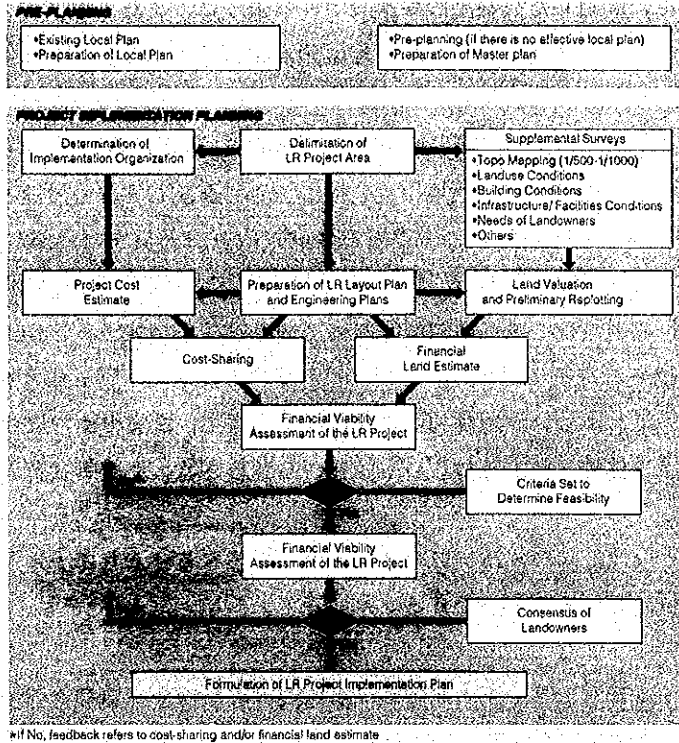 PRE-PLANNING
•Existing Local Plan
•Preparation of Local Plan
•Pre-planning (if there is no effective local plan)
•Preparation of Master plan
PROJECT IMPLEMENTATION PLANNING
Determination of
Implementation Organization
Delimitation of
LR Project Area
Supplemental Surveys
•Topo Mapping (1/500-1/1000)
•Landuse Conditions
•Building Conditions
•Infrastructure/ Facilities Conditions
•Needs of Landowners
•Others
Project Cost
Estimate
Preparation of LR Layout Plan
and Engineering Plans
Land Valuation
and Preliminary Replotting
Cost-Sharing
Financial
Land Estimate
Financial Viability
Assessment of the LR Project
Criteria Set to
Determine Feasibility
Financial Viability
Assessment of the LR Project
Consensus of
Landowners
Formulation of LR Project Implementation Plan
*If No, feedback refers to cost-sharing and/or financial land estimate